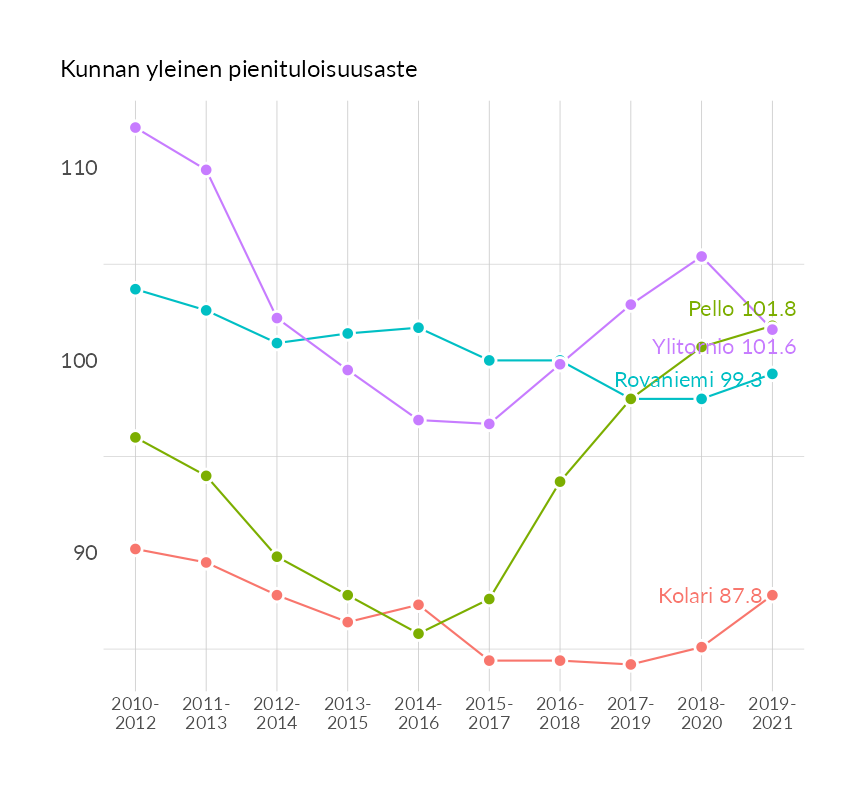 Kunnan yleinen pienituloisuusaste
110
100
90
Pello 101.8
Ylitornio 101.6
Rovaniemi 99.3
Kolari 87.8
2010- 2011- 2012- 2013- 2014- 2015- 2016- 2017- 2018- 2019-
2012 2013 2014 2015 2016 2017 2018 2019 2020 2021